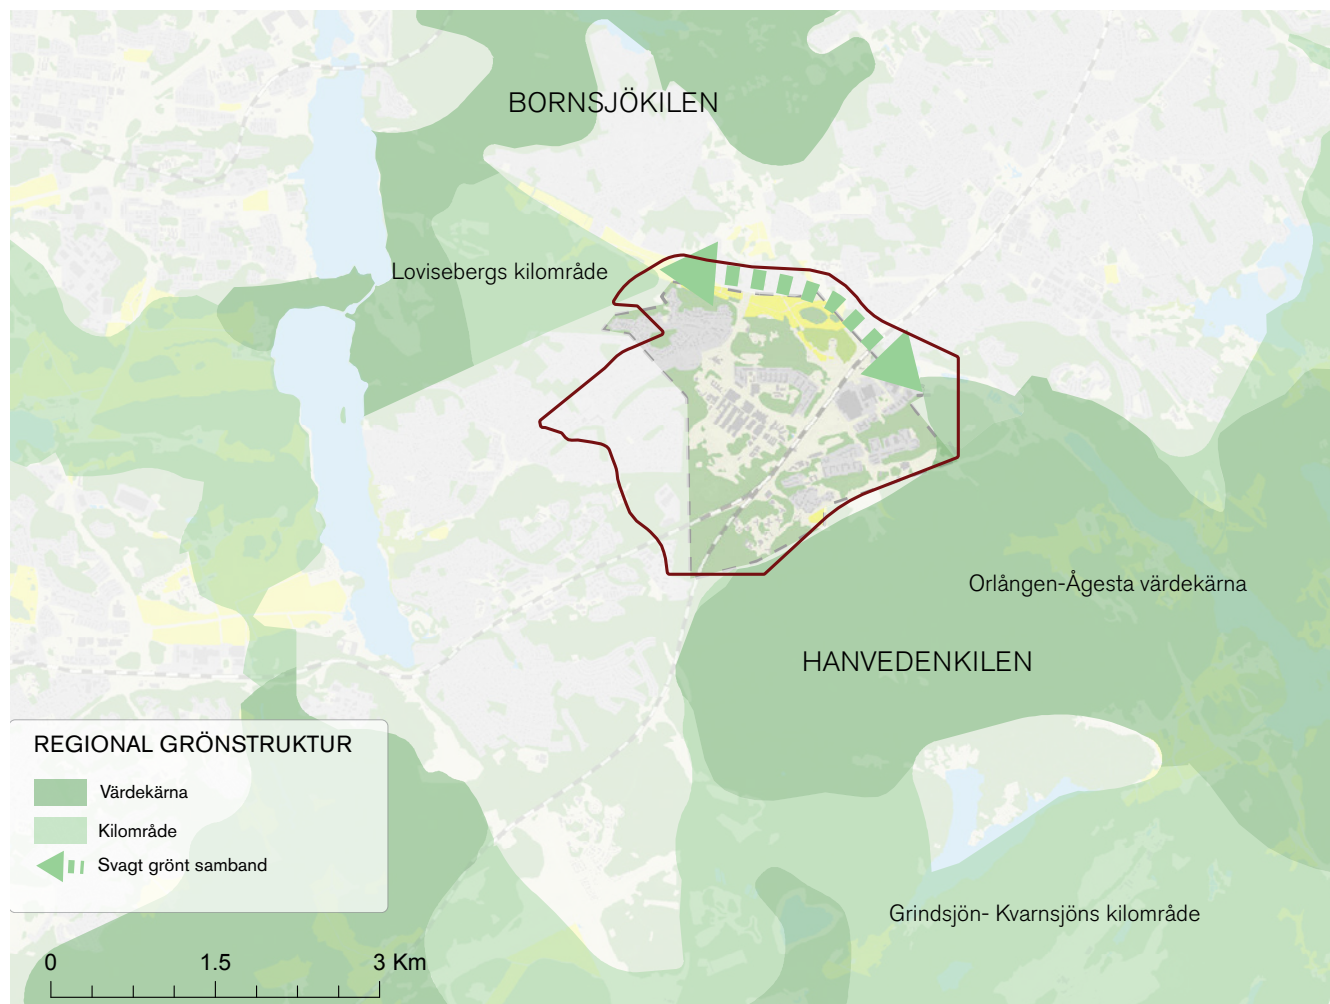 BORNSJÖKILEN
Lovisebergs kilområde
Orlången-Ågesta värdekärna
HANVEDENKILEN
REGIONAL GRÖNSTRUKTUR
Värdekärna
Kilområde
Svagt grönt samband
Grindsjön- Kvarnsjöns kilområde
0 1.5 3 Km